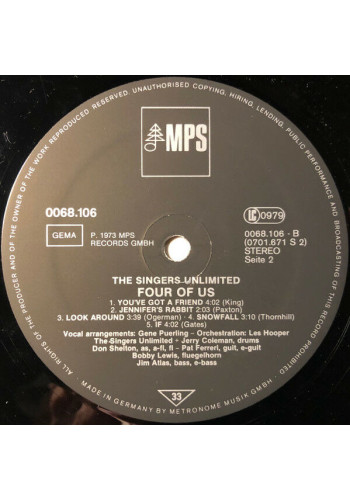 ALL RIGHTS OF THE PRODUCER AND OF THE OWNER OF THE WORK REPRODUCED RESERVED. UNAUTHORISED COPYING, HIRING, LENDING, PUBLIC PERFORMANCE AND BROADCASTING OF THIS RECORD PROHIBITED
MPS
0068.106
LC 0979
GEMA
P. 1973 MPS
RECORDS GMBH
0068.106 - B
(0701.671 S 2)
STEREO
Seite 2
THE SINGERS UNLIMITED
FOUR OF US
1. YOU'VE GOT A FRIEND 4:02 (King)
2. JENNIFER'S RABBIT 2:03 (Paxton)
3. LOOK AROUND 3:39 (Ogerman) - 4. SNOWFALL 3:10 (Thornhill)
5. IF 4:02 (Gates)
Vocal arrangements: Gene Puerling - Orchestration: Les Hooper
The Singers Unlimited - Jerry Coleman, drums
Don Shelton, as, a-fl, fl - Pat Ferreri, guit, e-guit
Bobby Lewis, fluegelhorn
Jim Atlas, bass, e-bass
33
MADE IN GERMANY BY METRONOME MUSIK GMBH